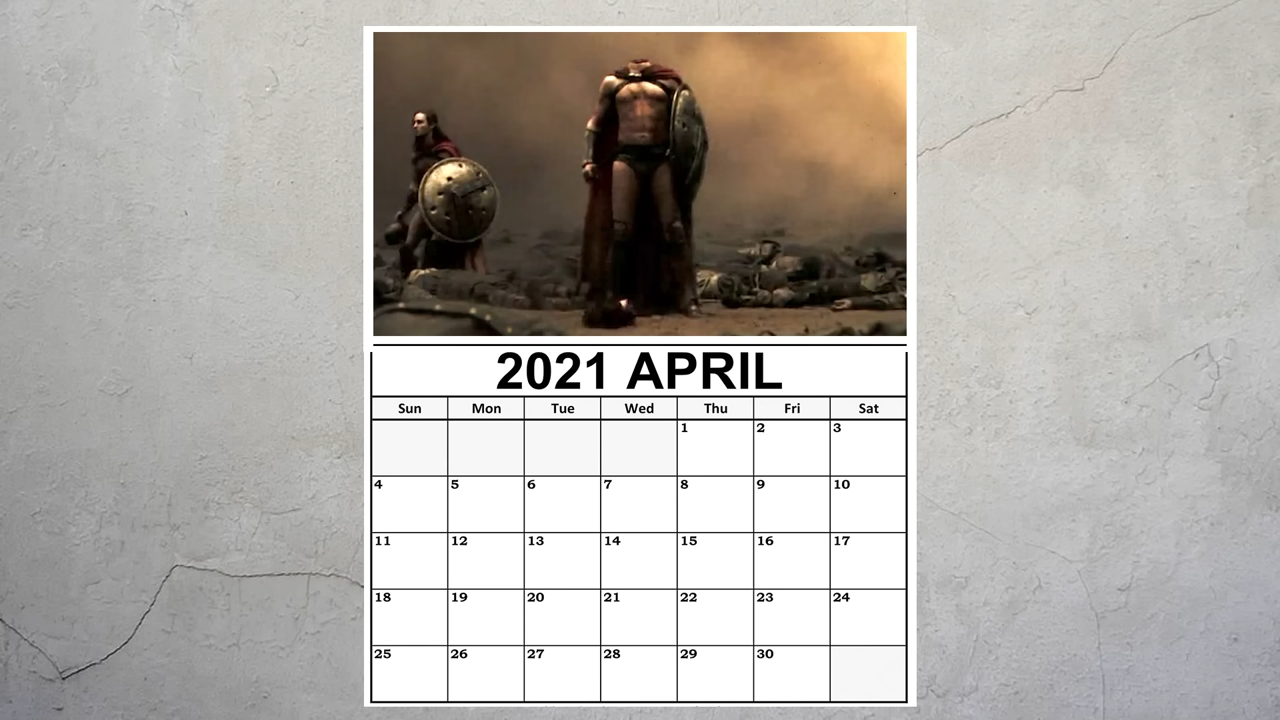 2021 APRIL
Sun Mon Tue Wed Thu Fri Sat
1 2 3
4 5 6 7 8 9 10
11 12 13 14 15 16 17
18 19 20 21 22 23 24
25 26 27 28 29 30